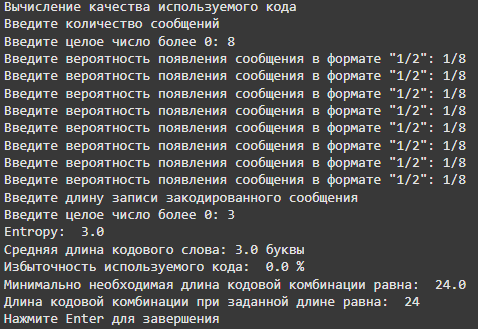 Вычисление качества используемого кода
Введите количество сообщений
Введите целое число более 0: 8
Введите вероятность появления сообщения в формате "1/2": 1/8
Введите вероятность появления сообщения в формате "1/2": 1/8
Введите вероятность появления сообщения в формате "1/2": 1/8
Введите вероятность появления сообщения в формате "1/2": 1/8
Введите вероятность появления сообщения в формате "1/2": 1/8
Введите вероятность появления сообщения в формате "1/2": 1/8
Введите вероятность появления сообщения в формате "1/2": 1/8
Введите вероятность появления сообщения в формате "1/2": 1/8
Введите длину записи закодированного сообщения
Введите целое число более 0: 3
Entropy:  3.0
Средняя длина кодового слова: 3.0 буквы
Избыточность используемого кода:  0.0 %
Минимально необходимая длина кодовой комбинации равна:  24.0
Длина кодовой комбинации при заданной длине равна:  24
Нажмите Enter для завершения